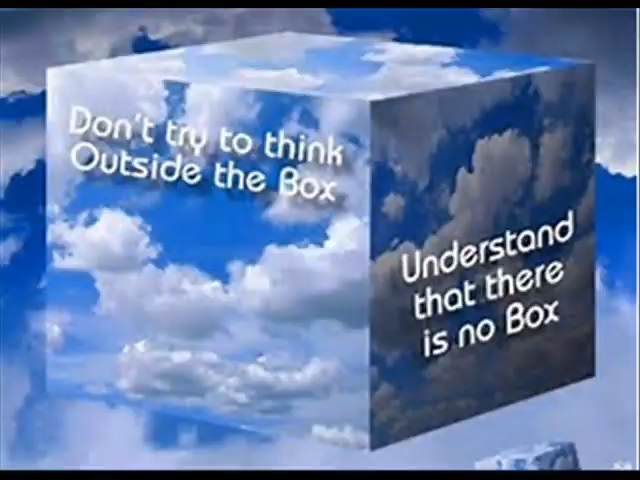 Don't try to think
Outside the Box
Understand
that there
is no Box